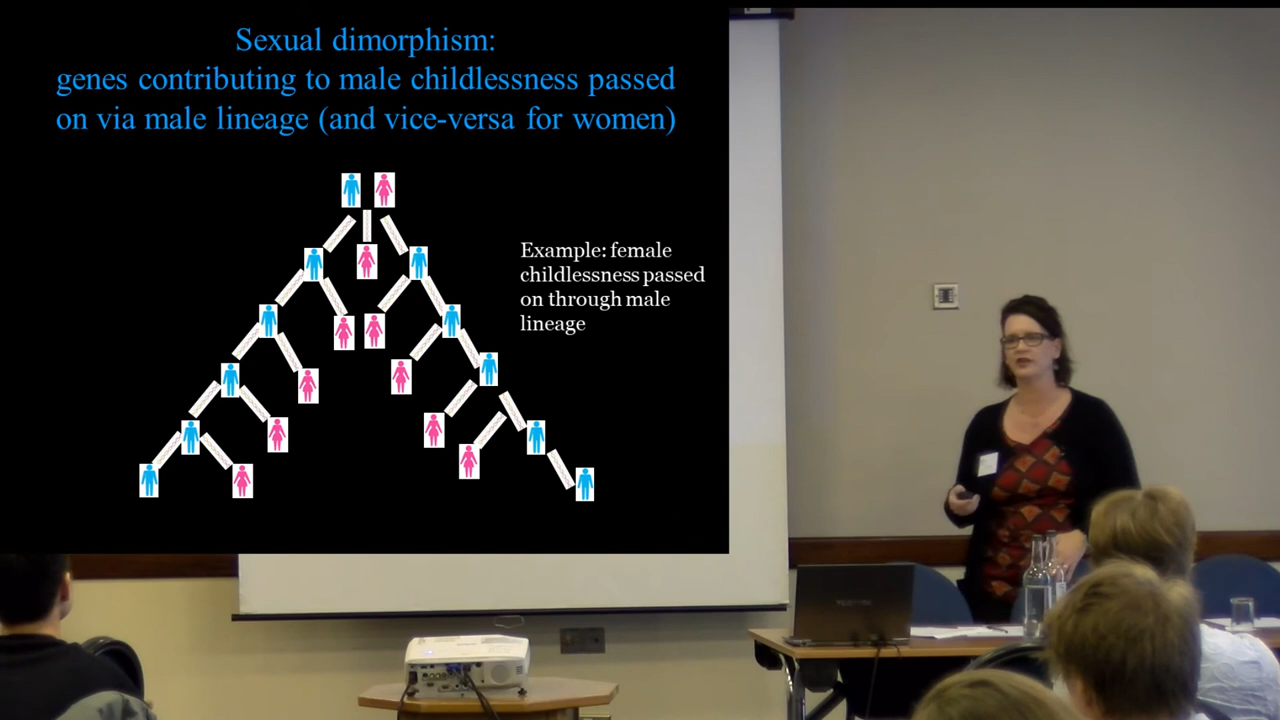 Sexual dimorphism:
genes contributing to male childlessness passed
on via male lineage (and vice-versa for women)
Example: female
childlessness passed
on through male
lineage